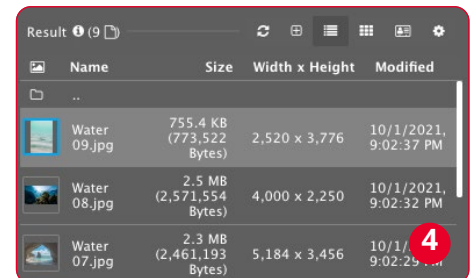 Result (9)
Name Size Width x Height Modified
..
Water 09.jpg 755.4 KB (773,522 Bytes) 2,520 x 3,776 10/1/2021, 9:02:37 PM
Water 08.jpg 2.5 MB (2,571,554 Bytes) 4,000 x 2,250 10/1/2021, 9:02:32 PM
Water 07.jpg 2.3 MB (2,461,193 Bytes) 5,184 x 3,456 10/1/ 9:02:29
4